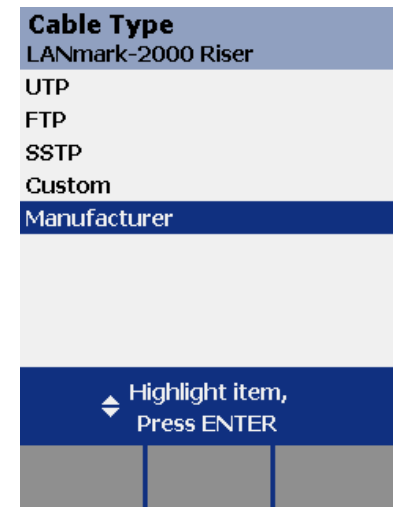 Cable Type
LANmark-2000 Riser
UTP
FTP
SSTP
Custom
Manufacturer
Highlight item,
Press ENTER